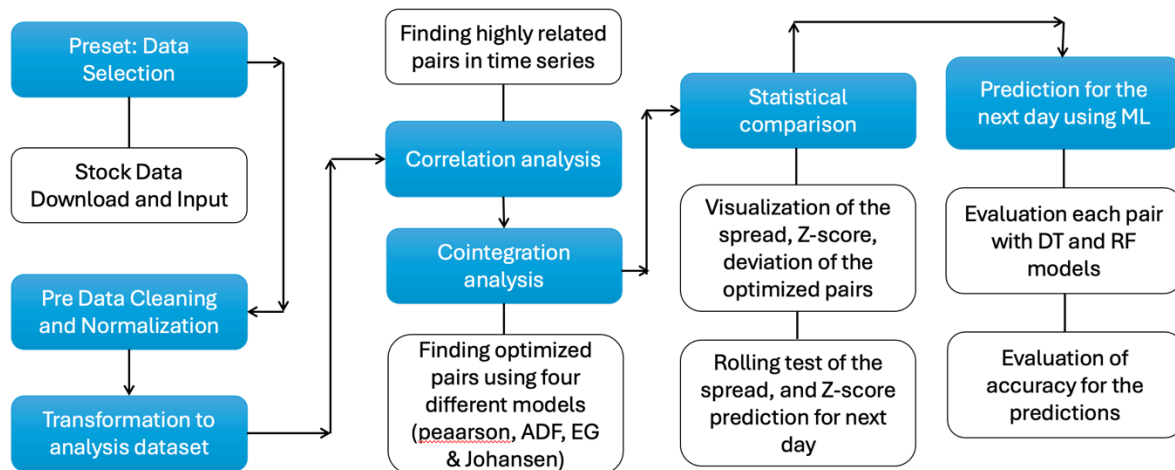 Preset: Data
Selection
Stock Data
Download and Input
Pre Data Cleaning
and Normalization
Transformation to
analysis dataset
Finding highly related
pairs in time series
Correlation analysis
Cointegration
analysis
Finding optimized
pairs using four
different models
(peaarson, ADF, EG
& Johansen)
Statistical
comparison
Visualization of the
spread, Z-score,
deviation of the
optimized pairs
Rolling test of the
spread, and Z-score
prediction for next
day
Prediction for the
next day using ML
Evaluation each pair
with DT and RF
models
Evaluation of
accuracy for the
predictions